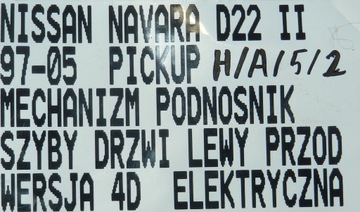 NISSAN NAVARA D22 II
97-05 PICKUP H/A/5/2
MECHANIZM PODNOSNIK
SZYBY DRZWI LEWY PRZOD
WERSJA 4D ELEKTRYCZNA